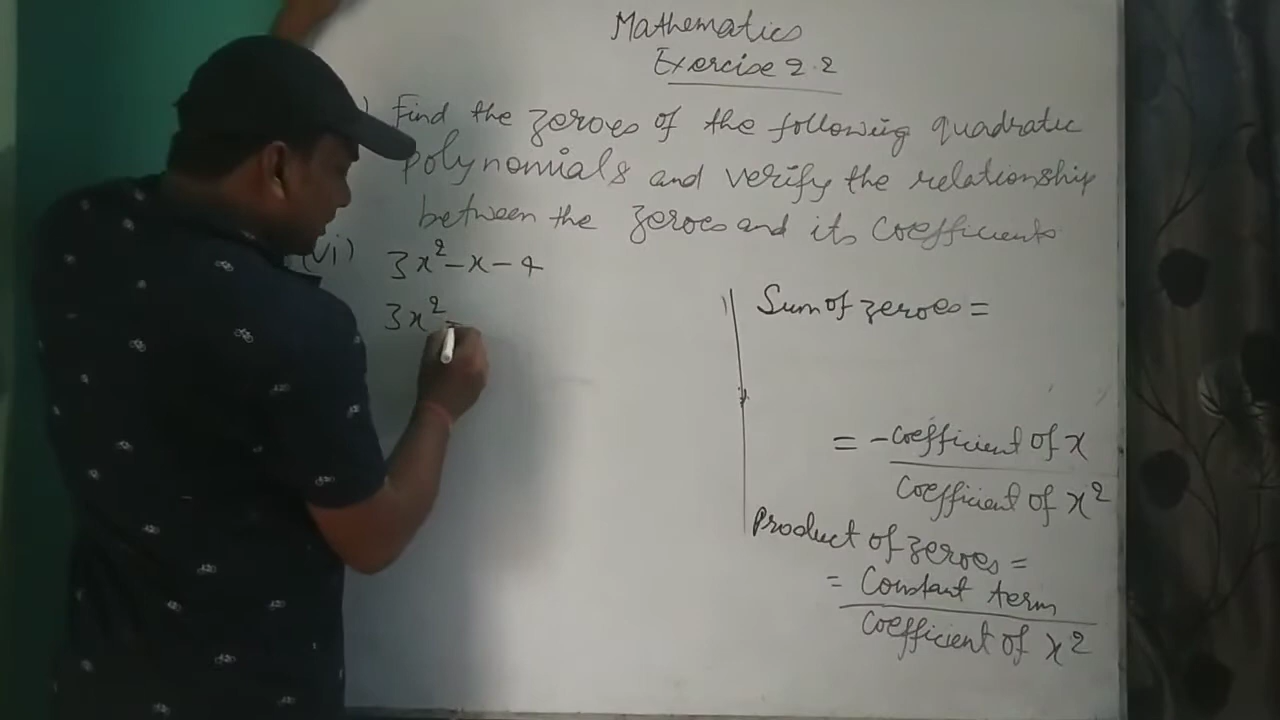 Mathematics
Exercise 2.2
) Find the zeroes of the following quadratic
polynomials and verify the relationship
between the zeroes and its coefficients
(vi) 3x²-x-4
3x²-
Sum of zeroes =
= -coefficient of x
coefficient of x²
Product of zeroes =
= Constant term
coefficient of x²